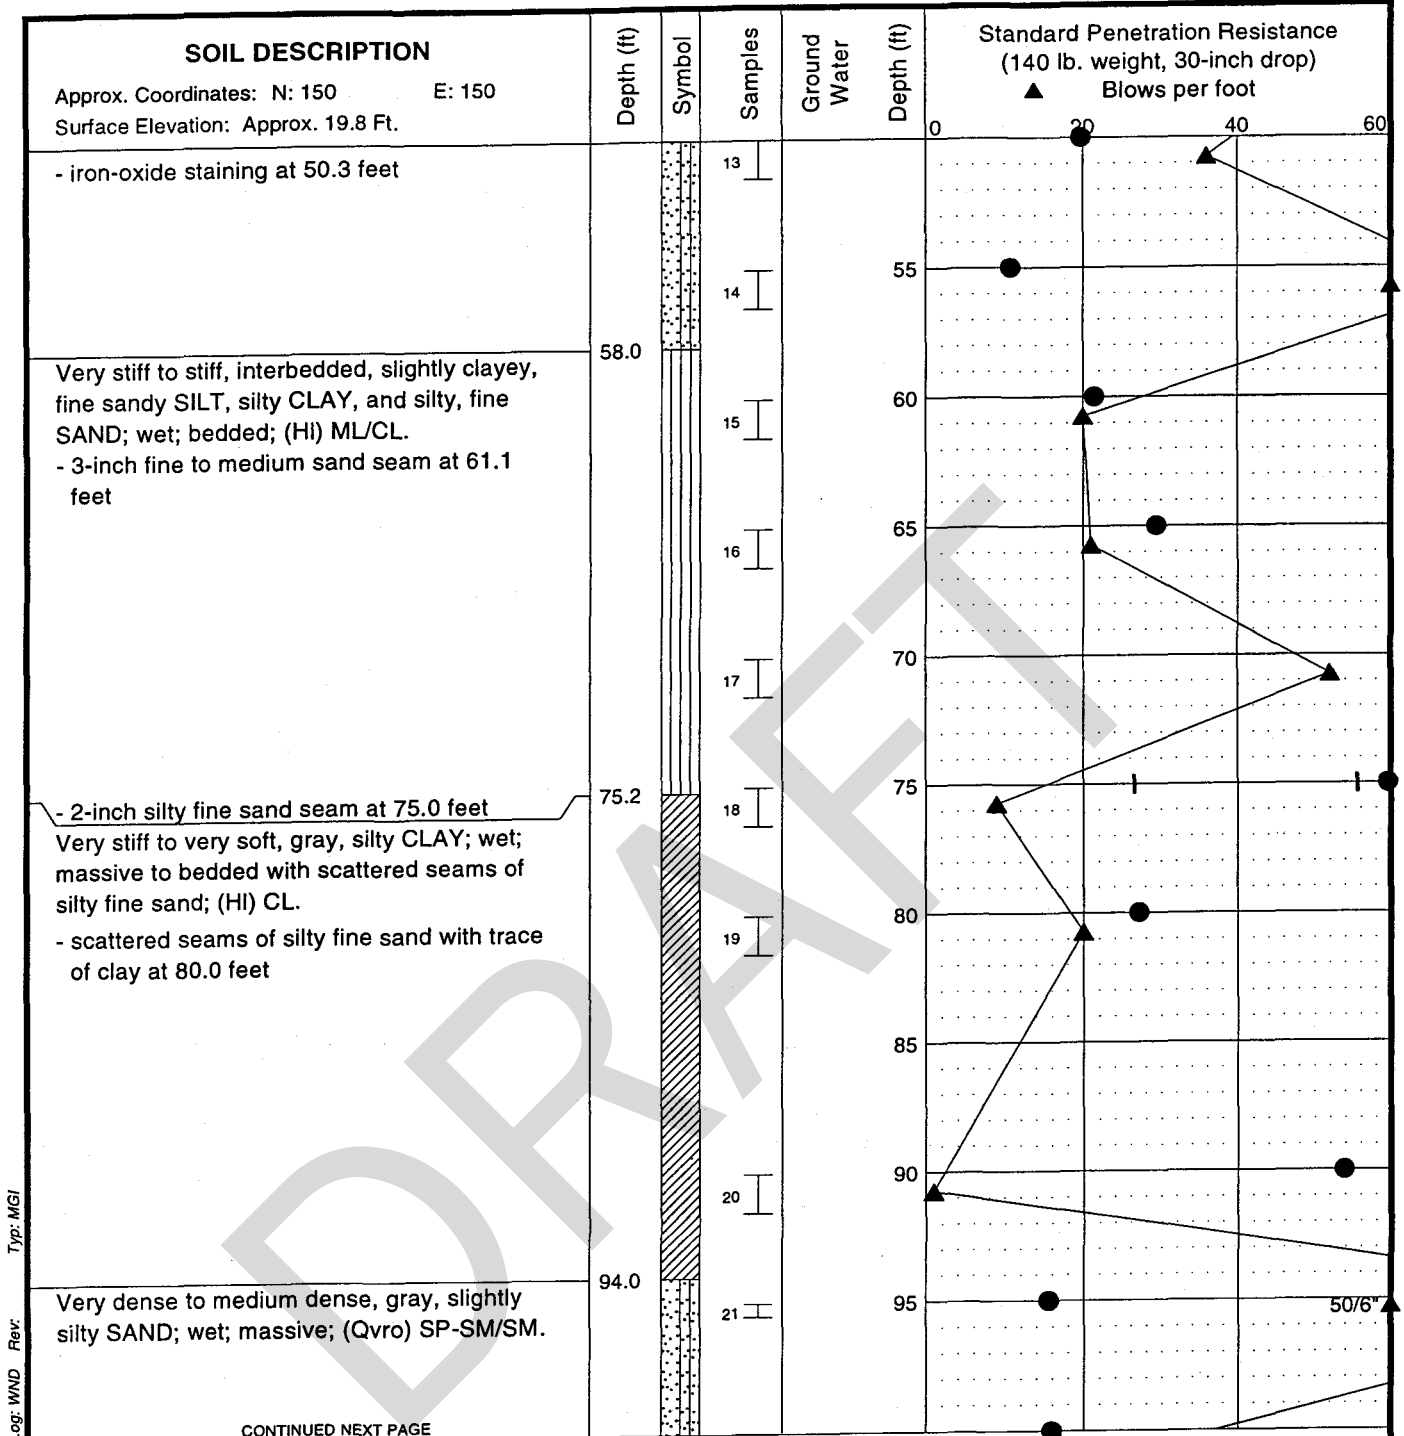 SOIL DESCRIPTION
Approx. Coordinates: N: 150 E: 150
Surface Elevation: Approx. 19.8 Ft.
Depth (ft)
Symbol
Samples
Ground
Water
Depth (ft)
Standard Penetration Resistance
(140 lb. weight, 30-inch drop)
▲ Blows per foot
0 20 40 60
- iron-oxide staining at 50.3 feet
13
55
14
58.0
Very stiff to stiff, interbedded, slightly clayey,
fine sandy SILT, silty CLAY, and silty, fine
SAND; wet; bedded; (HI) ML/CL.
- 3-inch fine to medium sand seam at 61.1
feet
60
15
65
16
70
17
75.2
75
- 2-inch silty fine sand seam at 75.0 feet
18
Very stiff to very soft, gray, silty CLAY; wet;
massive to bedded with scattered seams of
silty fine sand; (HI) CL.
- scattered seams of silty fine sand with trace
of clay at 80.0 feet
80
19
85
90
20
94.0
Very dense to medium dense, gray, slightly
silty SAND; wet; massive; (Qvro) SP-SM/SM.
95
21
50/6"
CONTINUED NEXT PAGE
DRAFT
Log: WND Rev: Typ: MGI